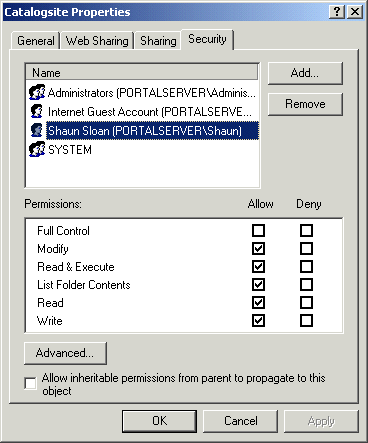 Catalogsite Properties
General Web Sharing Sharing Security
Name
Add...
Administrators (PORTALSERVER\Adminis...
Internet Guest Account (PORTALSERVE...
Remove
Shaun Sloan (PORTALSERVER\Shaun)
SYSTEM
Permissions: Allow Deny
Full Control
Modify
Read & Execute
List Folder Contents
Read
Write
Advanced...
Allow inheritable permissions from parent to propagate to this
object
OK Cancel Apply